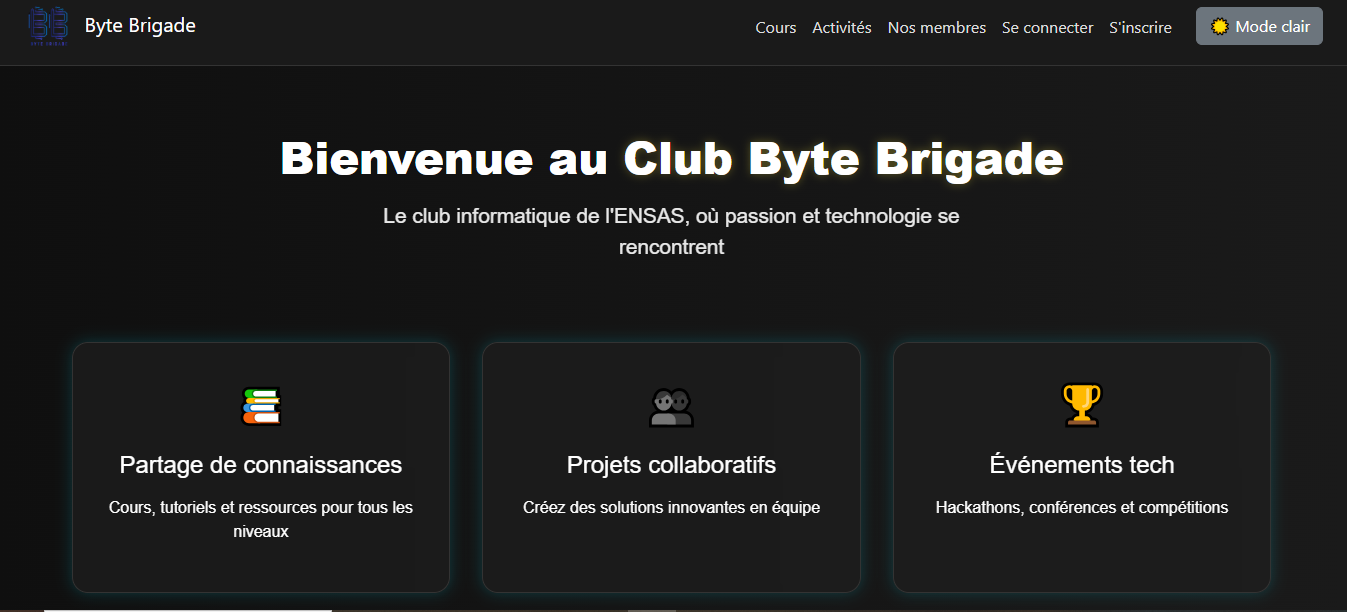 Byte Brigade
Cours
Activités
Nos membres
Se connecter
S'inscrire
Mode clair
Bienvenue au Club Byte Brigade
Le club informatique de l'ENSAS, où passion et technologie se
rencontrent
Partage de connaissances
Cours, tutoriels et ressources pour tous les
niveaux
Projets collaboratifs
Créez des solutions innovantes en équipe
Événements tech
Hackathons, conférences et compétitions